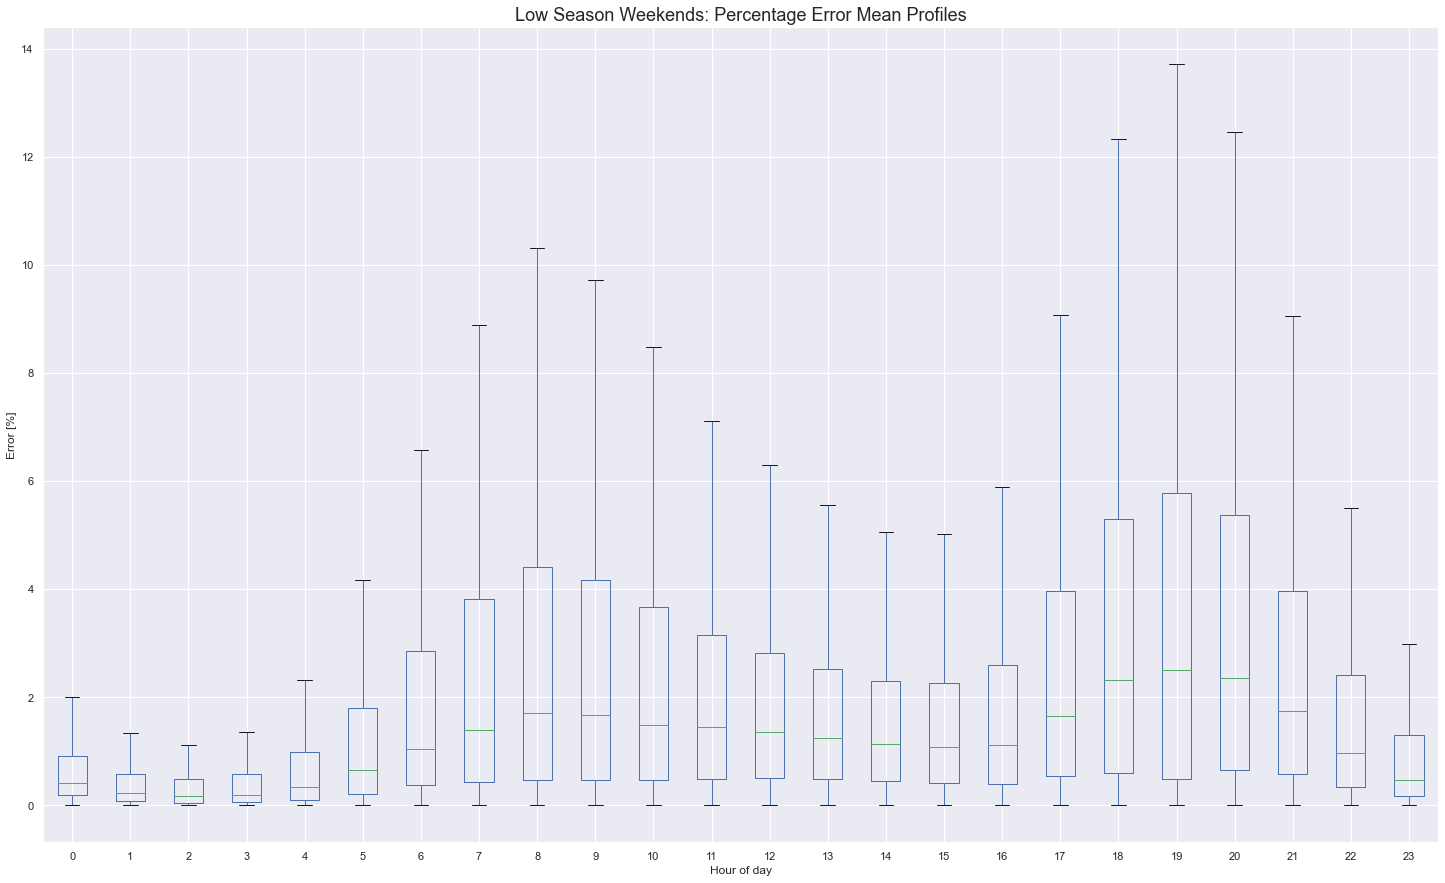 Low Season Weekends: Percentage Error Mean Profiles
14
12
10
8
6
4
2
0
Error [%]
0 1 2 3 4 5 6 7 8 9 10 11 12 13 14 15 16 17 18 19 20 21 22 23
Hour of day